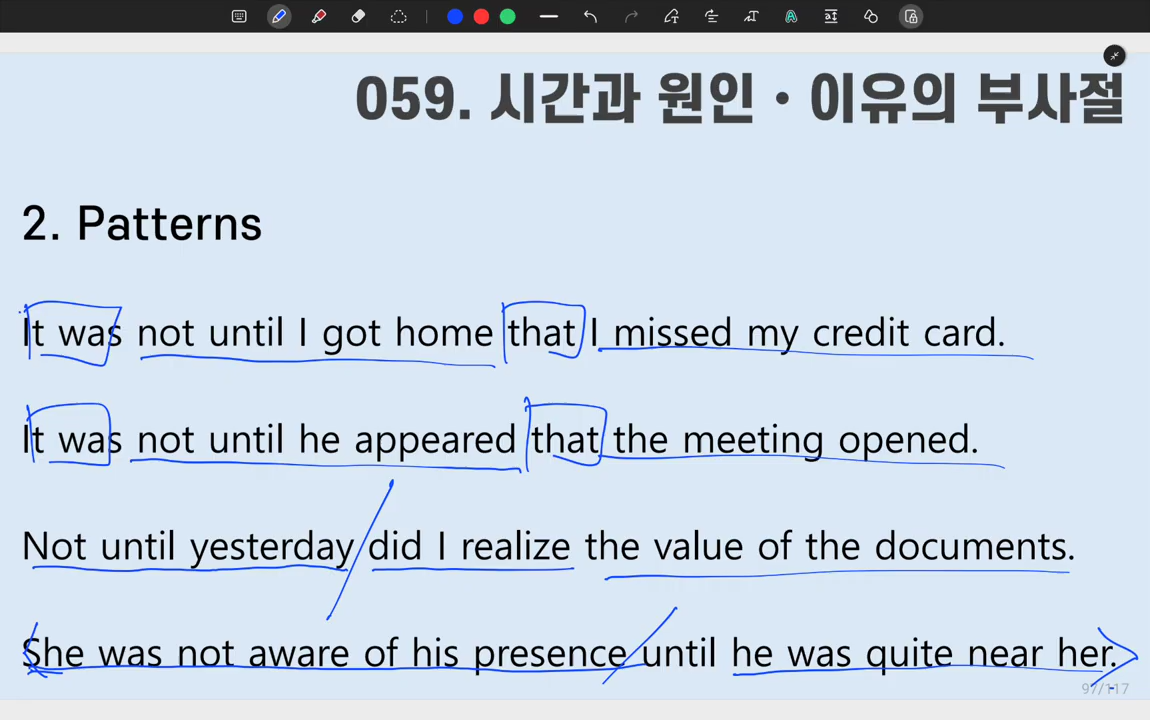 059. 시간과 원인·이유의 부사절
2. Patterns
It was not until I got home that I missed my credit card.
It was not until he appeared that the meeting opened.
Not until yesterday did I realize the value of the documents.
She was not aware of his presence until he was quite near her.
97/117